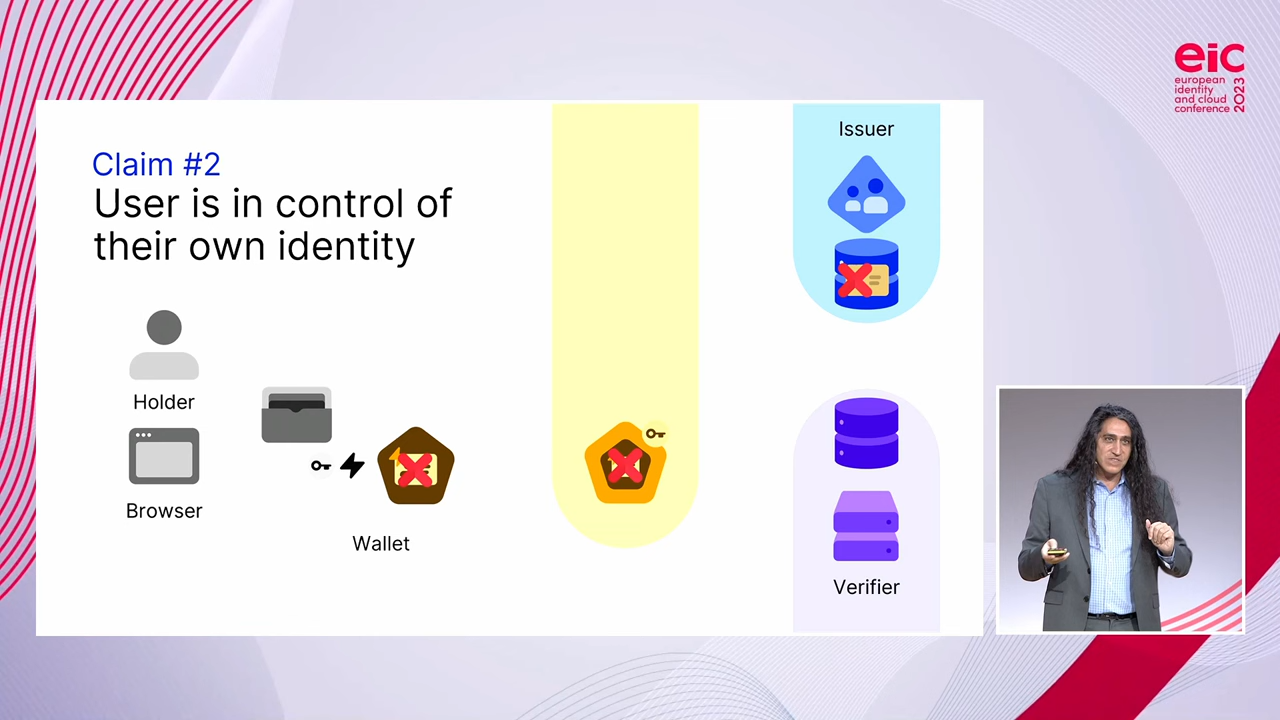 Claim #2
User is in control of
their own identity
Holder
Browser
Wallet
Issuer
Verifier
eic
european
identity
and cloud
conference
2023